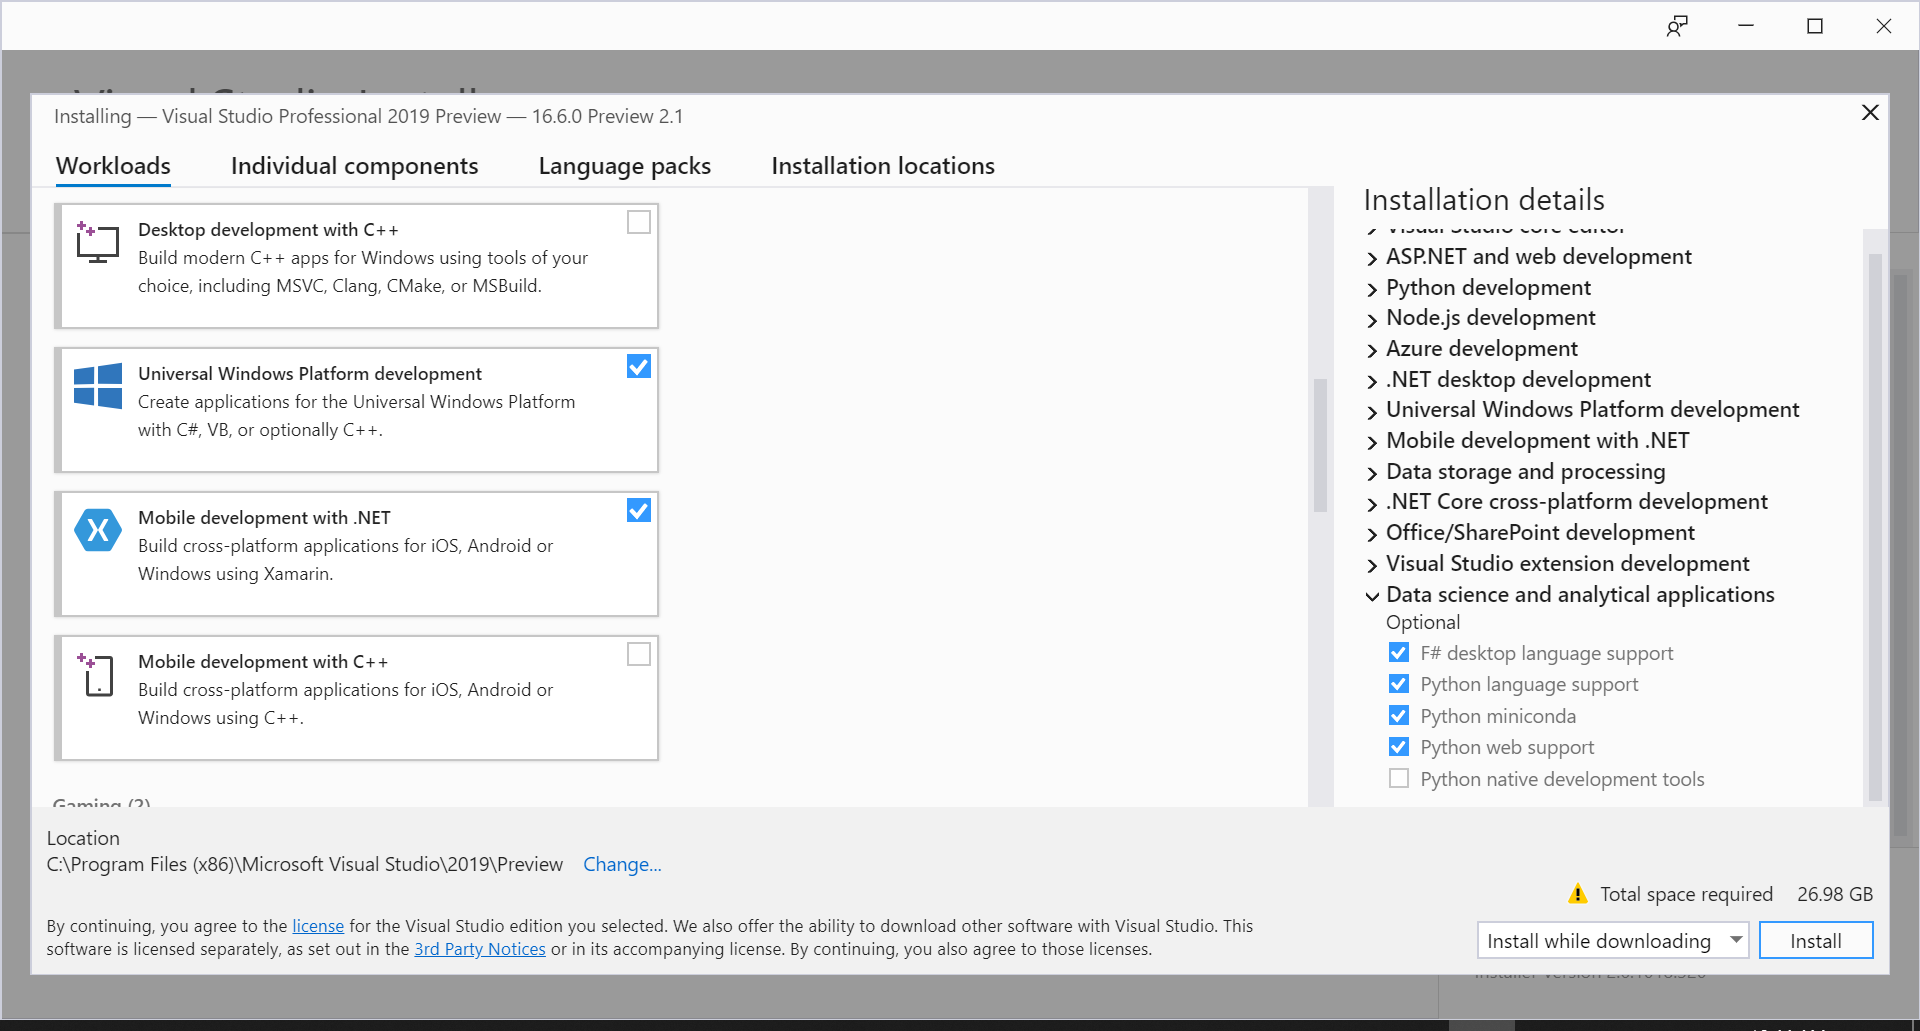 Visual Studio Installer
Installing — Visual Studio Professional 2019 Preview — 16.6.0 Preview 2.1
Workloads
Individual components
Language packs
Installation locations
Desktop development with C++
Build modern C++ apps for Windows using tools of your
choice, including MSVC, Clang, CMake, or MSBuild.
Universal Windows Platform development
Create applications for the Universal Windows Platform
with C#, VB, or optionally C++.
Mobile development with .NET
Build cross-platform applications for iOS, Android or
Windows using Xamarin.
Mobile development with C++
Build cross-platform applications for iOS, Android or
Windows using C++.
Gaming (2)
Installation details
Visual Studio core editor
ASP.NET and web development
Python development
Node.js development
Azure development
.NET desktop development
Universal Windows Platform development
Mobile development with .NET
Data storage and processing
.NET Core cross-platform development
Office/SharePoint development
Visual Studio extension development
Data science and analytical applications
Optional
F# desktop language support
Python language support
Python miniconda
Python web support
Python native development tools
Location
C:\Program Files (x86)\Microsoft Visual Studio\2019\Preview Change...
Total space required 26.98 GB
By continuing, you agree to the license for the Visual Studio edition you selected. We also offer the ability to download other software with Visual Studio. This
software is licensed separately, as set out in the 3rd Party Notices or in its accompanying license. By continuing, you also agree to those licenses.
Install while downloading
Install